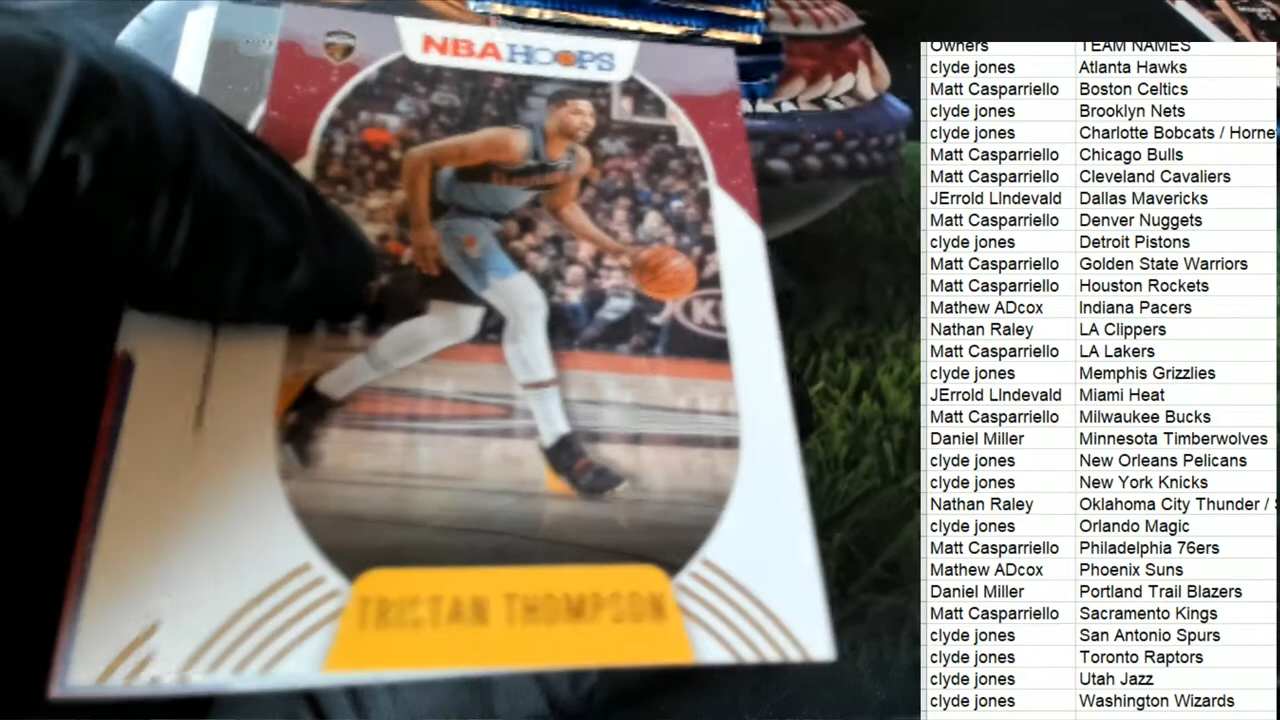 NBA HOOPS
TRISTAN THOMPSON
Owners TEAM NAMES
clyde jones Atlanta Hawks
Matt Casparriello Boston Celtics
clyde jones Brooklyn Nets
clyde jones Charlotte Bobcats / Horne
Matt Casparriello Chicago Bulls
Matt Casparriello Cleveland Cavaliers
JErrold LIndevald Dallas Mavericks
Matt Casparriello Denver Nuggets
clyde jones Detroit Pistons
Matt Casparriello Golden State Warriors
Matt Casparriello Houston Rockets
Mathew ADcox Indiana Pacers
Nathan Raley LA Clippers
Matt Casparriello LA Lakers
clyde jones Memphis Grizzlies
JErrold LIndevald Miami Heat
Matt Casparriello Milwaukee Bucks
Daniel Miller Minnesota Timberwolves
clyde jones New Orleans Pelicans
clyde jones New York Knicks
Nathan Raley Oklahoma City Thunder /
clyde jones Orlando Magic
Matt Casparriello Philadelphia 76ers
Mathew ADcox Phoenix Suns
Daniel Miller Portland Trail Blazers
Matt Casparriello Sacramento Kings
clyde jones San Antonio Spurs
clyde jones Toronto Raptors
clyde jones Utah Jazz
clyde jones Washington Wizards